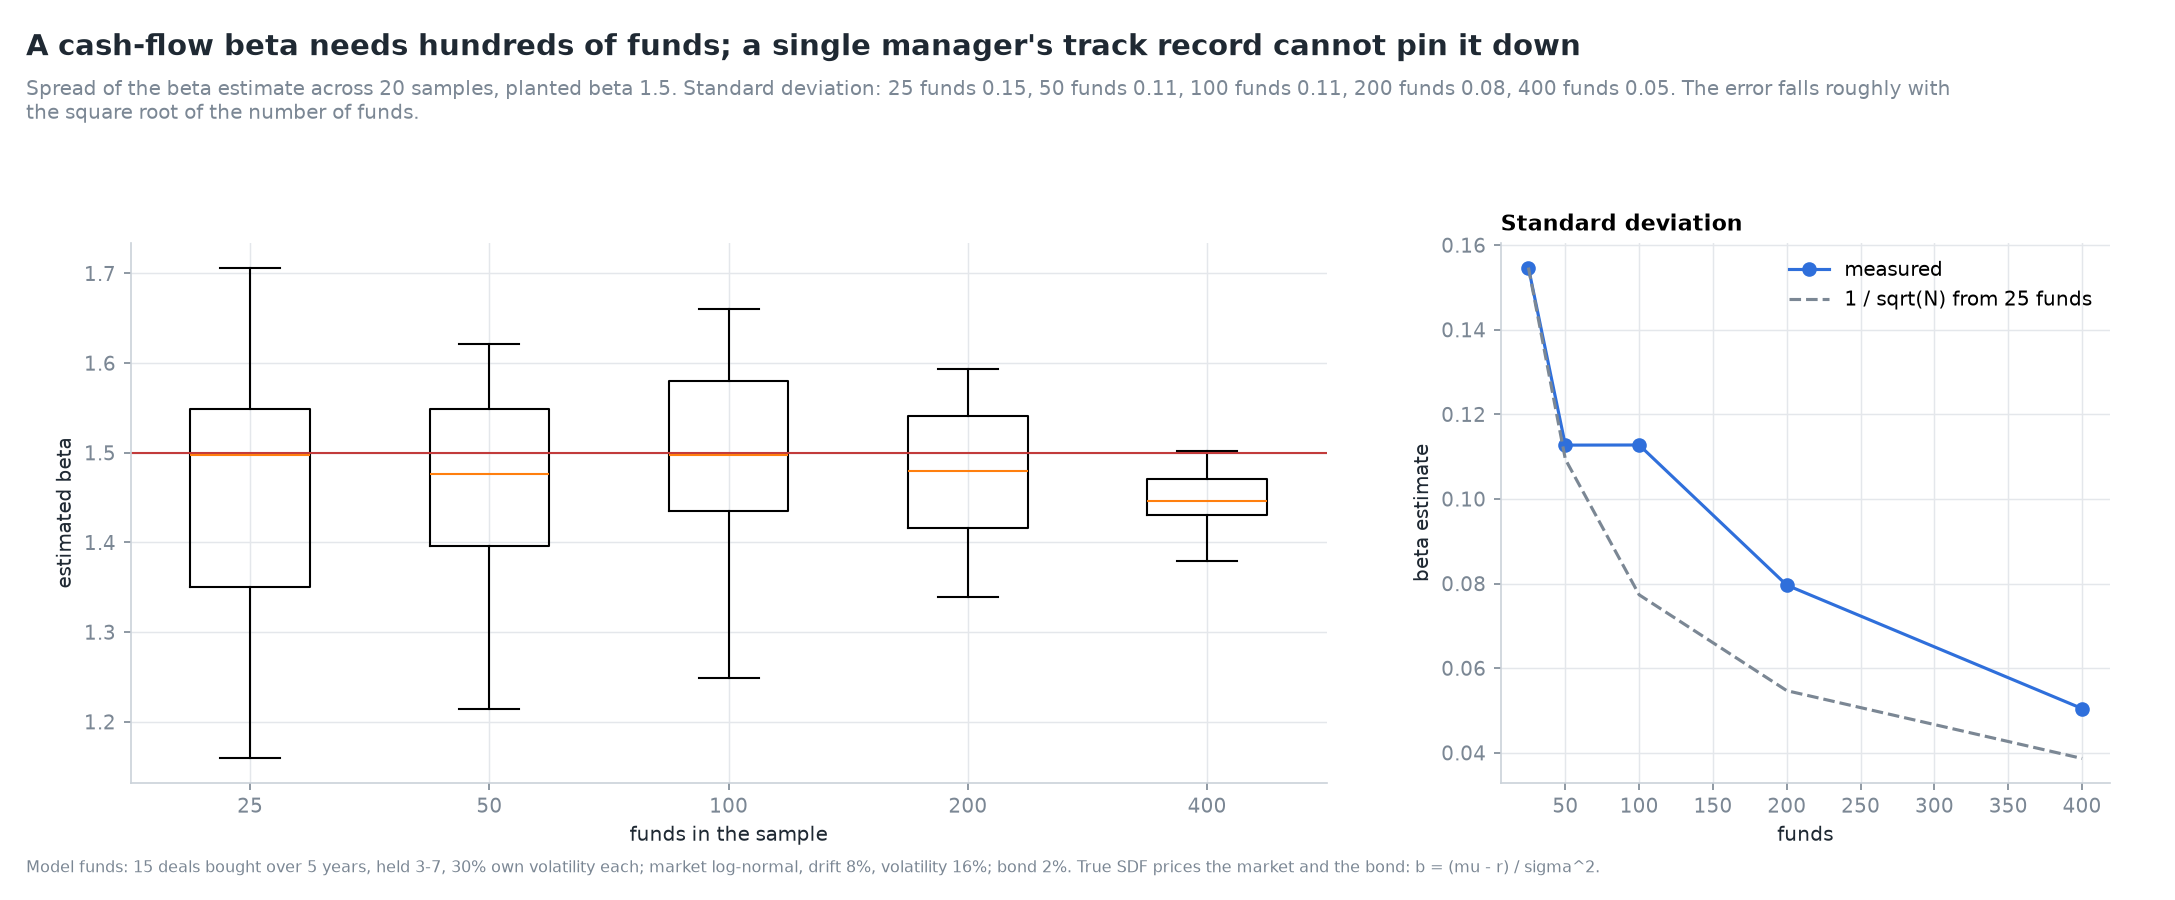 A cash-flow beta needs hundreds of funds; a single manager's track record cannot pin it down
Spread of the beta estimate across 20 samples, planted beta 1.5. Standard deviation: 25 funds 0.15, 50 funds 0.11, 100 funds 0.11, 200 funds 0.08, 400 funds 0.05. The error falls roughly with
the square root of the number of funds.
estimated beta
1.7
1.6
1.5
1.4
1.3
1.2
25 50 100 200 400
funds in the sample
Standard deviation
beta estimate
0.16
0.14
0.12
0.10
0.08
0.06
0.04
measured
1 / sqrt(N) from 25 funds
50 100 150 200 250 300 350 400
funds
Model funds: 15 deals bought over 5 years, held 3-7, 30% own volatility each; market log-normal, drift 8%, volatility 16%; bond 2%. True SDF prices the market and the bond: b = (mu - r) / sigma^2.